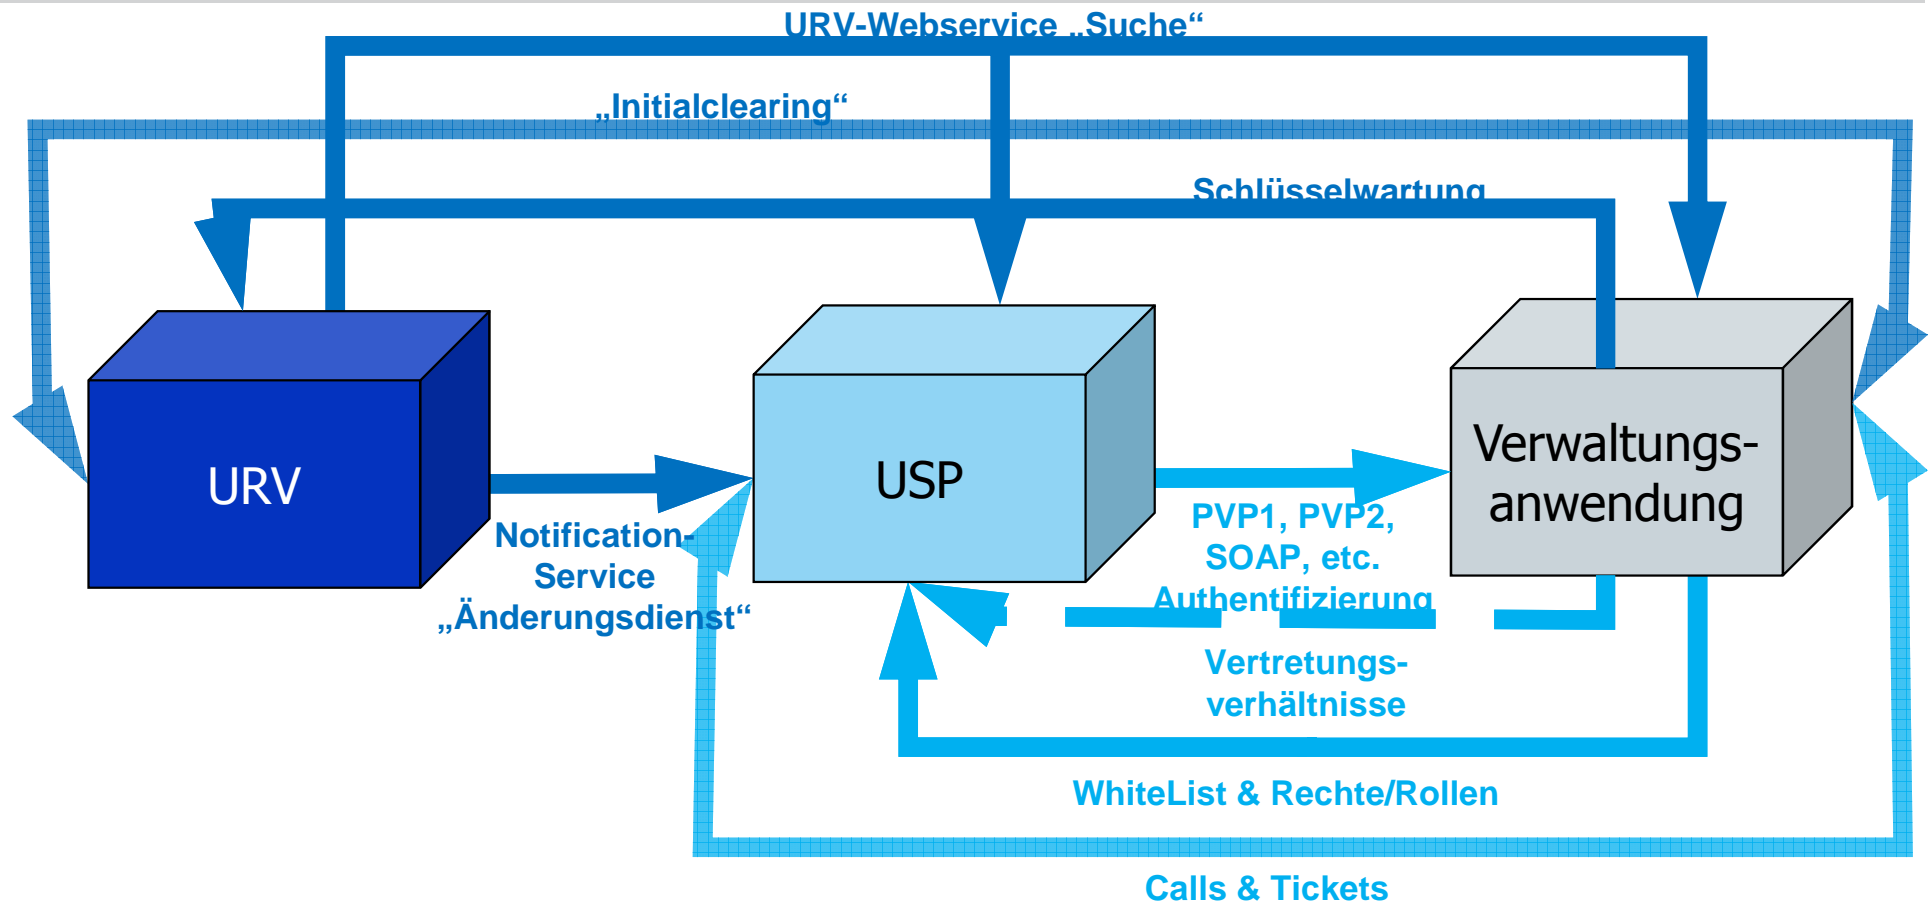 URV-Webservice „Suche“
„Initialclearing“
Schlüsselwartung
URV
USP
Verwaltungs-
anwendung
Notification-
Service
„Änderungsdienst“
PVP1, PVP2,
SOAP, etc.
Authentifizierung
Vertretungs-
verhältnisse
WhiteList & Rechte/Rollen
Calls & Tickets